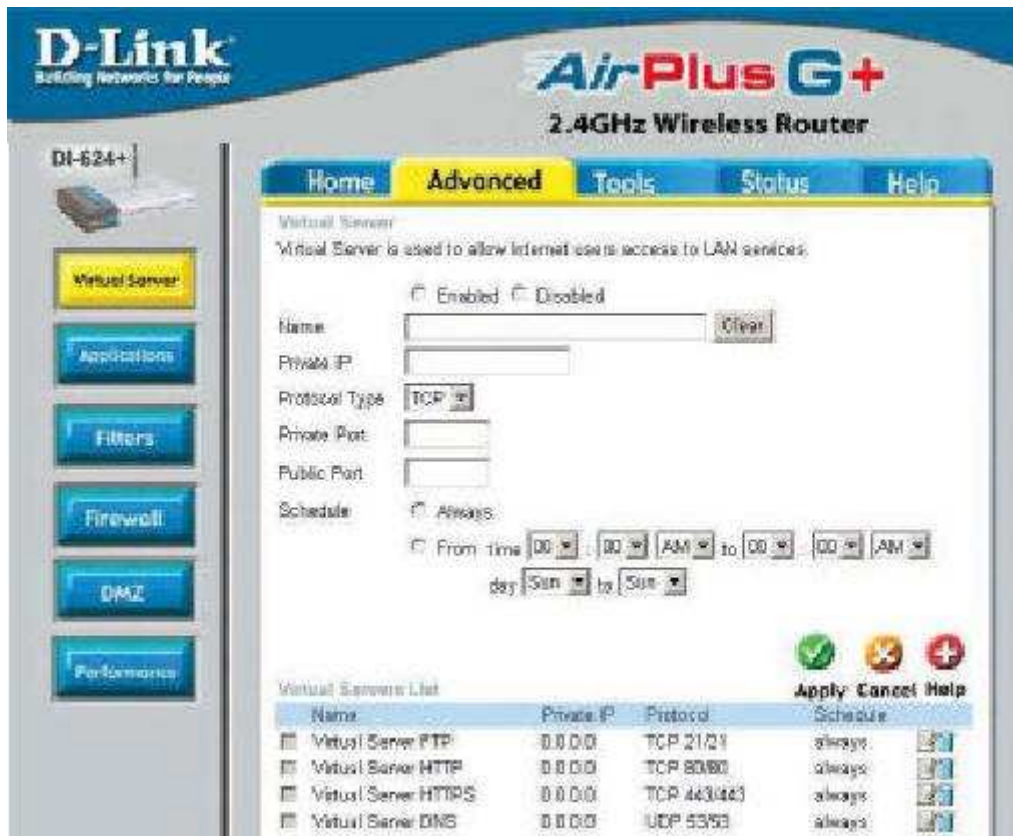 D-Link
Building Networks for People
AirPlus G+
2.4GHz Wireless Router
DI-624+
Home Advanced Tools Status Help
Virtual Server
Virtual Server is used to allow Internet users access to LAN services.
Virtual Server
Enabled Disabled
Name Clear
Applications
Private IP
Protocol Type TCP
Filters
Private Port
Public Port
Firewall
Schedule Always
From time 00 : 00 AM to 00 : 00 AM
day Sun to Sun
DMZ
Performance
Apply Cancel Help
Virtual Servers List
Name Private IP Protocol Schedule
Virtual Server FTP 0.0.0.0 TCP 21/21 always
Virtual Server HTTP 0.0.0.0 TCP 80/80 always
Virtual Server HTTPS 0.0.0.0 TCP 443/443 always
Virtual Server DNS 0.0.0.0 UDP 53/53 always